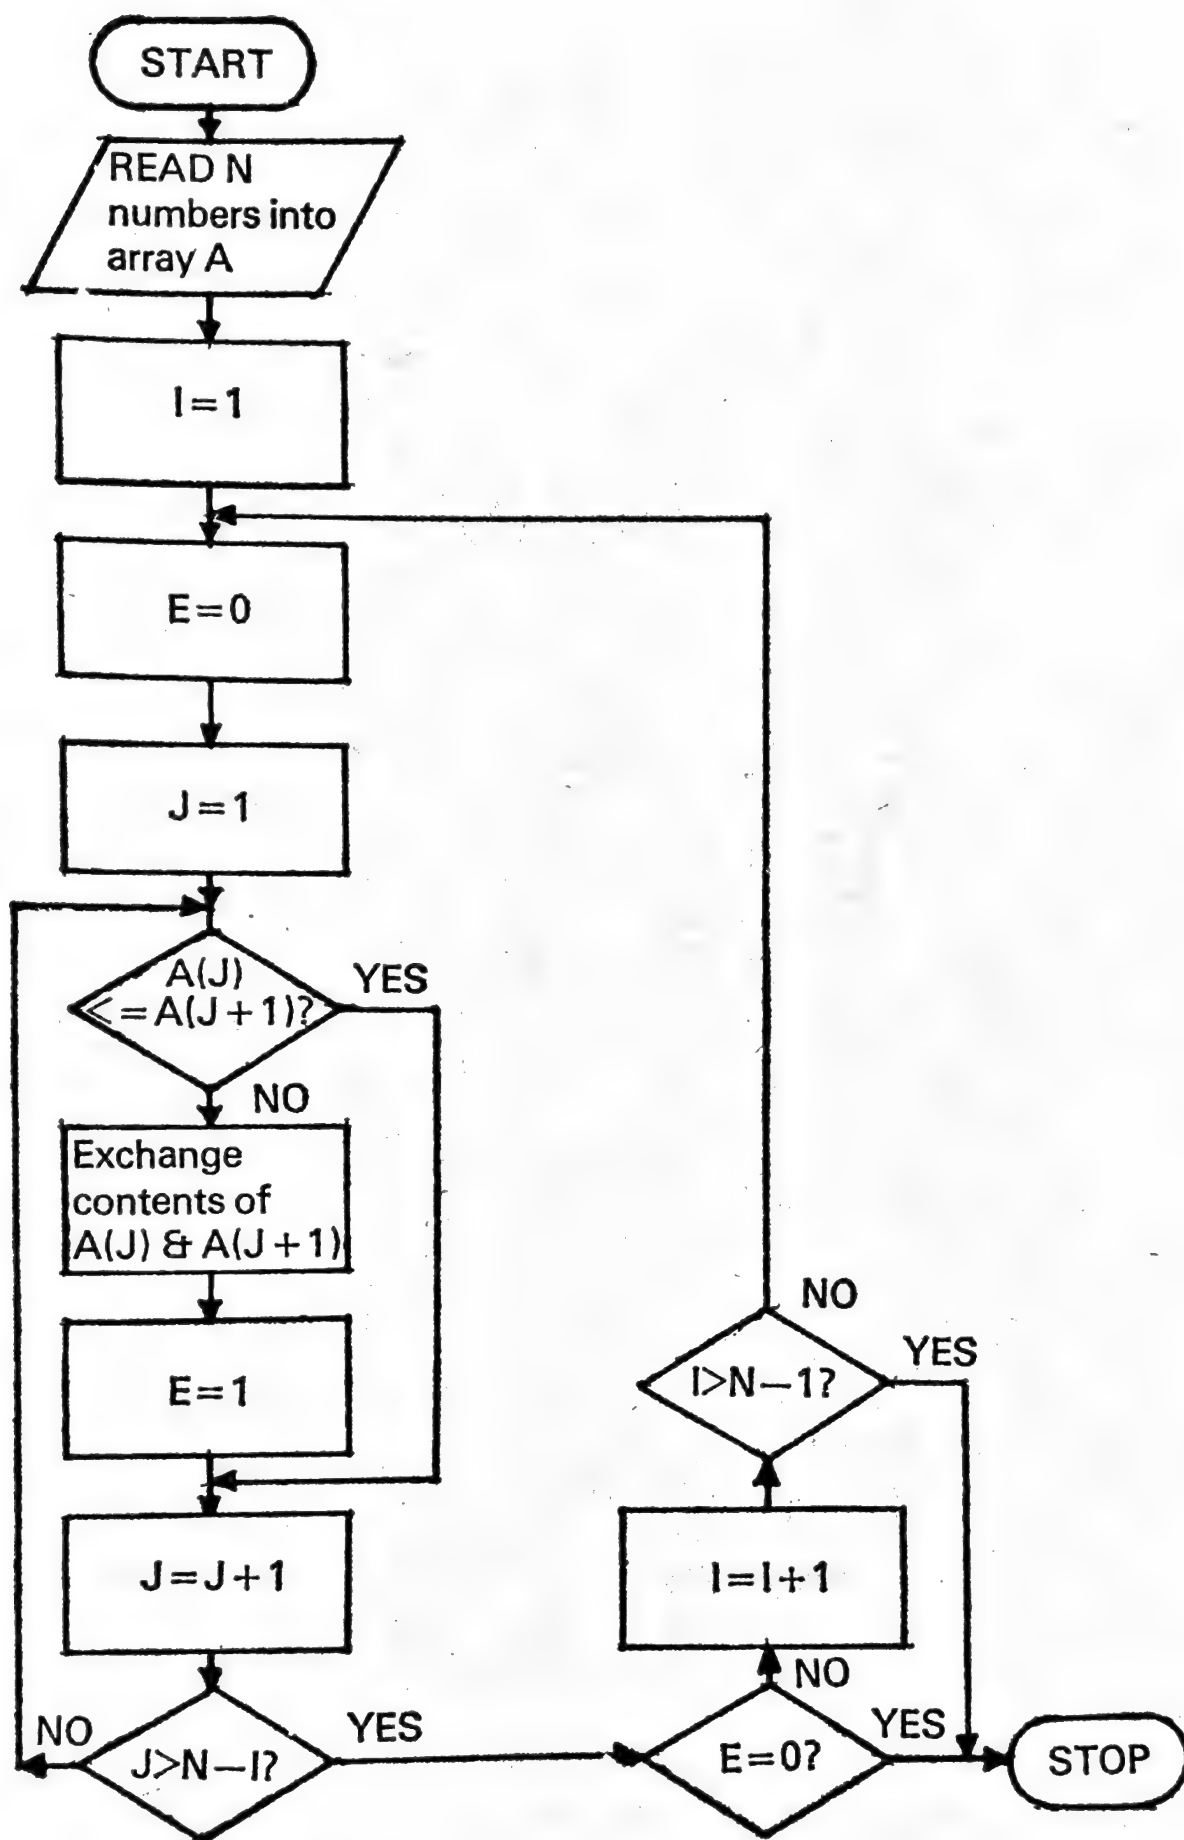 START
READ N
numbers into
array A
I=1
E=0
J=1
A(J)
<=A(J+1)?
YES
NO
Exchange
contents of
A(J) & A(J+1)
E=1
J=J+1
NO
J>N-I?
YES
E=0?
YES
STOP
NO
I=I+1
I>N-1?
YES
NO